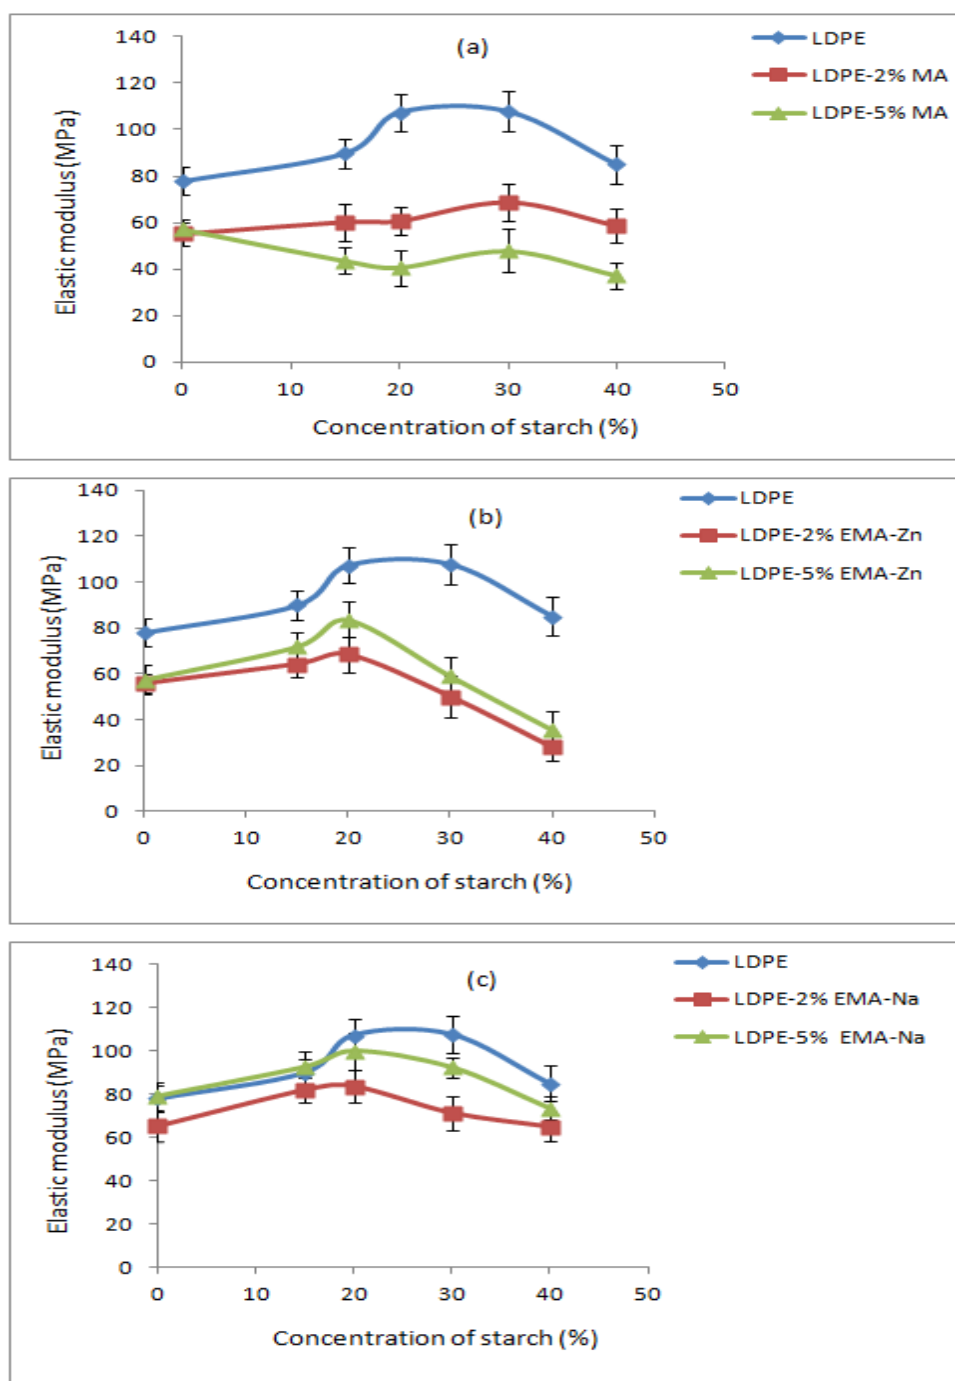 (a)
LDPE
LDPE-2% MA
LDPE-5% MA
Elastic modulus (MPa)
140
120
100
80
60
40
20
0
0 10 20 30 40 50
Concentration of starch (%)
(b)
LDPE
LDPE-2% EMA-Zn
LDPE-5% EMA-Zn
Elastic modulus (MPa)
140
120
100
80
60
40
20
0
0 10 20 30 40 50
Concentration of starch (%)
(c)
LDPE
LDPE-2% EMA-Na
LDPE-5% EMA-Na
Elastic modulus (MPa)
140
120
100
80
60
40
20
0
0 10 20 30 40 50
Concentration of starch (%)